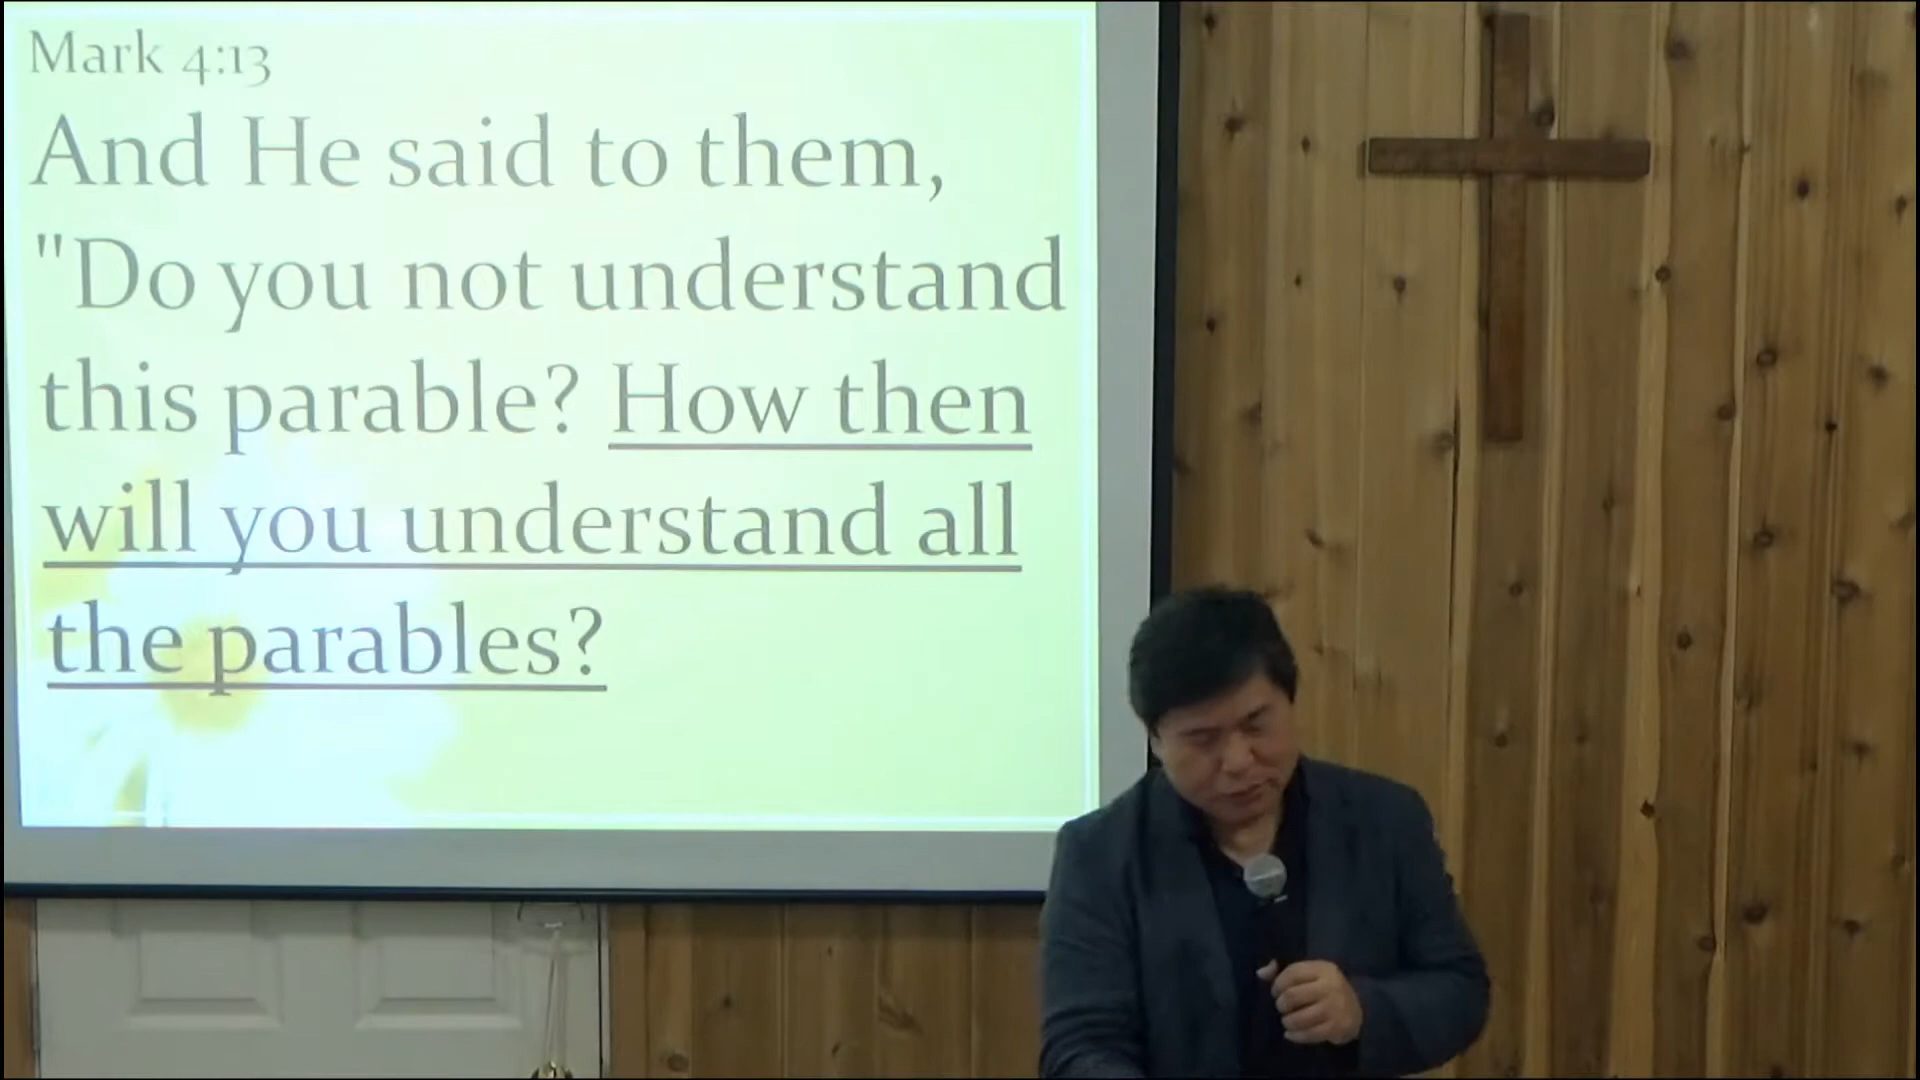 Mark 4:13
And He said to them,
"Do you not understand
this parable? How then
will you understand all
the parables?